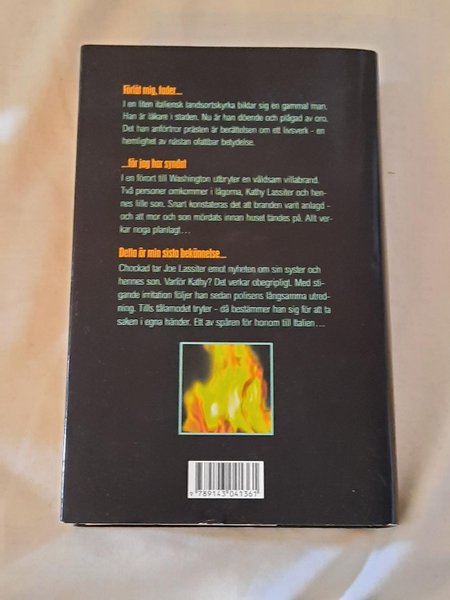 Förlåt mig, fader...
I en liten italiensk landsortskyrka biktar sig en gammal man.
Han är läkare i staden. Nu är han döende och plågad av oro.
Det han anförtror prästen är berättelsen om ett livsverk - en
hemlighet av nästan ofattbar betydelse.
...för jag har syndat
I en förort till Washington utbryter en våldsam villabrand.
Två personer omkommer i lågorna, Kathy Lassiter och hen-
nes lille son. Snart konstateras det att branden varit anlagd -
och att mor och son mördats innan huset tändes på. Allt ver-
kar noga planlagt...
Detta är min sista bekännelse...
Chockad tar Joe Lassiter emot nyheten om sin syster och
hennes son. Varför Kathy? Det verkar obegripligt. Med sti-
gande irritation följer han sedan polisens långsamma utred-
ning. Tills tålamodet tryter - då bestämmer han sig för att ta
saken i egna händer. Ett av spåren för honom till Italien...
9 789143 041361